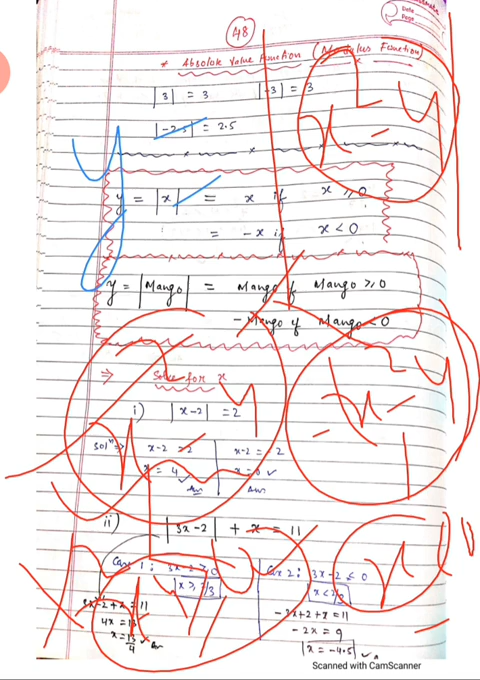 48
Date
Page
* Absolute Value Function (Modulus Function)
|3| = 3 |-3| = 3
|-2.5| = 2.5
y = |x| = x if x ≥ 0
= -x if x < 0
y = |Mango| = Mango if Mango ≥ 0
- Mango if Mango < 0
⇒ Solve for x
i) |x-2| = 2
Solⁿ ⇒ x-2 = 2 x-2 = 2
x = 4 ✓ x = 0 ✓
Ans Ans
ii) |3x-2| + x = 11
Case 1: 3x-2 ≥ 0 Case 2: 3x-2 ≤ 0
x ≥ 2/3 x < 2/3
3x-2+x = 11 -3x+2+x = 11
4x = 13 -2x = 9
x = 13/4 Ans x = -4.5 ✓
Scanned with CamScanner